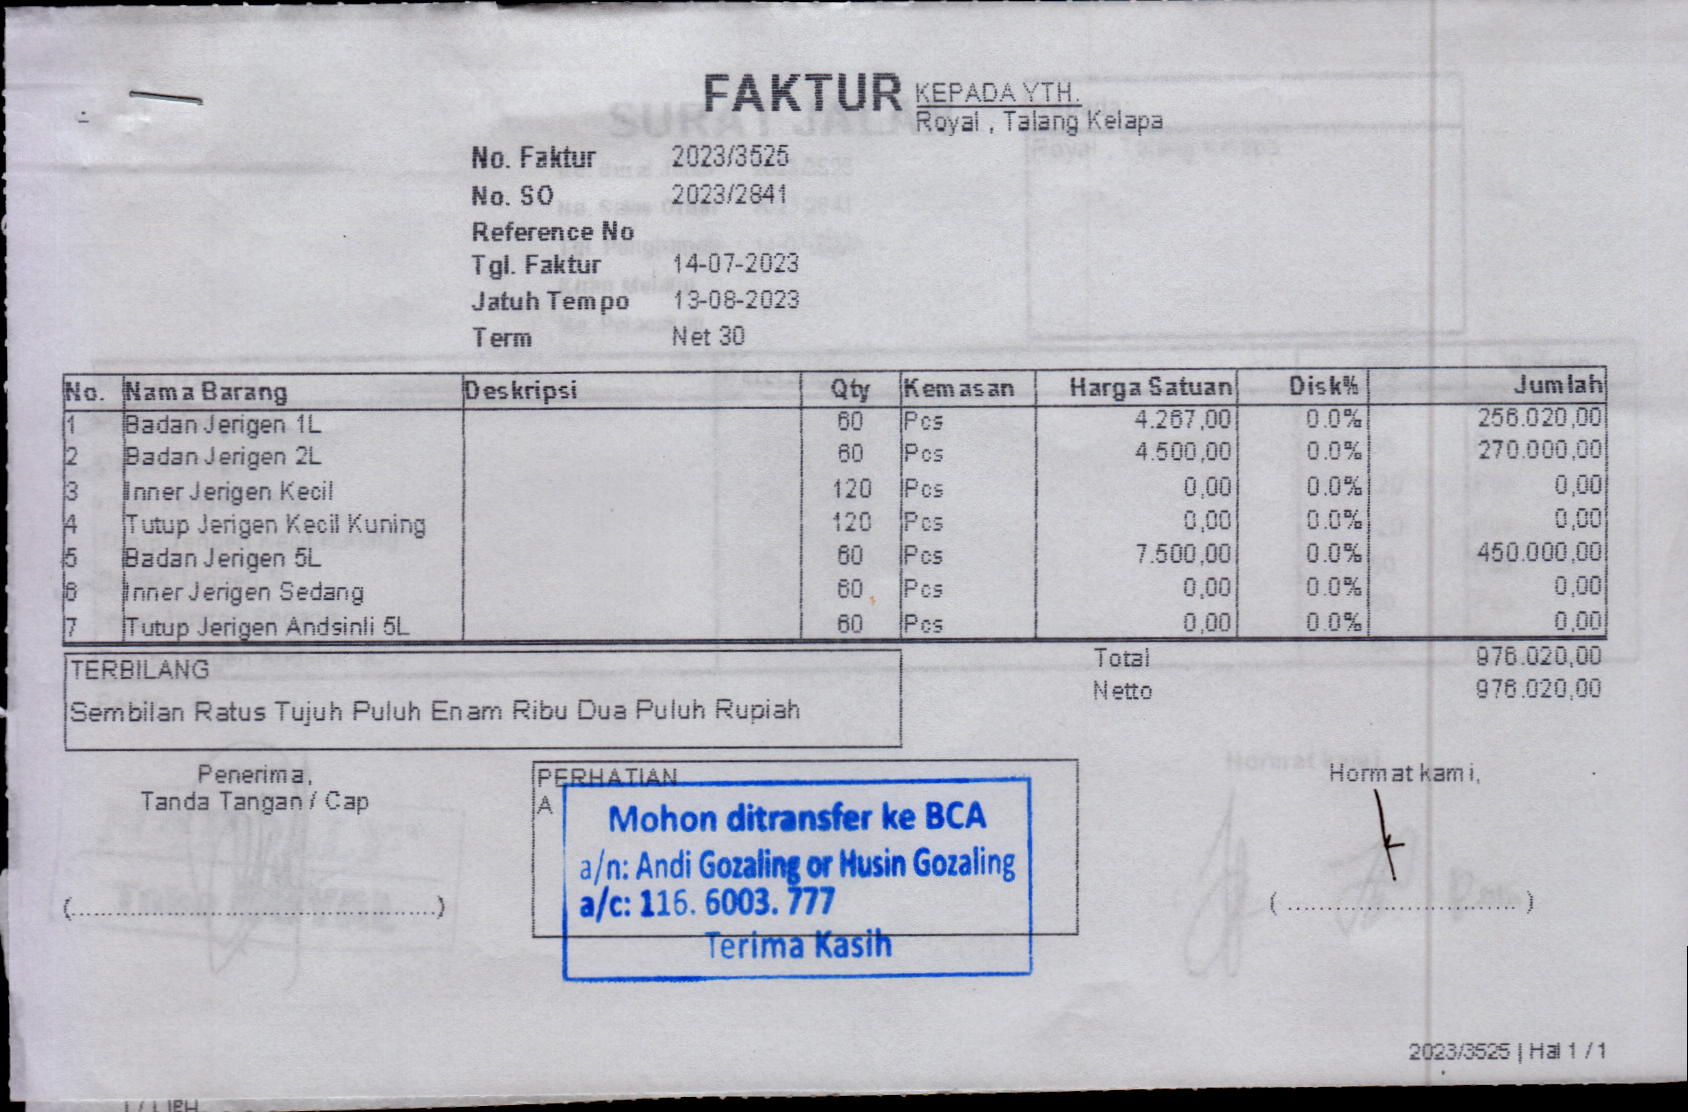 FAKTUR
KEPADA YTH.
Royal , Talang Kelapa
No. Faktur 2023/3525
No. SO 2023/2841
Reference No
Tgl. Faktur 14-07-2023
Jatuh Tempo 13-08-2023
Term Net 30
No. Nama Barang Deskripsi Qty Kemasan Harga Satuan Disk% Jumlah
1 Badan Jerigen 1L 60 Pcs 4.267,00 0.0% 256.020,00
2 Badan Jerigen 2L 60 Pcs 4.500,00 0.0% 270.000,00
3 Inner Jerigen Kecil 120 Pcs 0,00 0.0% 0,00
4 Tutup Jerigen Kecil Kuning 120 Pcs 0,00 0.0% 0,00
5 Badan Jerigen 5L 60 Pcs 7.500,00 0.0% 450.000,00
6 Inner Jerigen Sedang 60 Pcs 0,00 0.0% 0,00
7 Tutup Jerigen Andsinli 5L 60 Pcs 0,00 0.0% 0,00
Total 976.020,00
Netto 976.020,00
TERBILANG
Sembilan Ratus Tujuh Puluh Enam Ribu Dua Puluh Rupiah
Penerima,
Tanda Tangan / Cap
(....................................)
PERHATIAN
A
Mohon ditransfer ke BCA
a/n: Andi Gozaling or Husin Gozaling
a/c: 116. 6003. 777
Terima Kasih
Hormat kami,
( ............................ )
2023/3525 | Hal 1 / 1